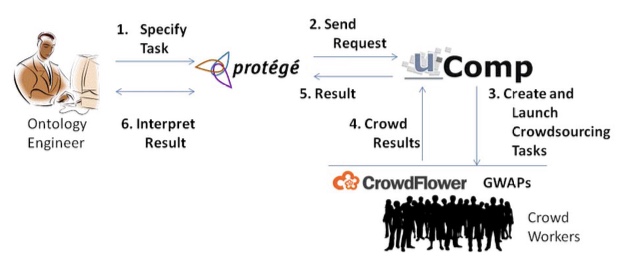 1. Specify
Task
2. Send
Request
protégé
uComp
5. Result
3. Create and
Launch
Crowdsourcing
Tasks
Ontology
Engineer
6. Interpret
Result
4. Crowd
Results
CrowdFlower GWAPs
Crowd
Workers